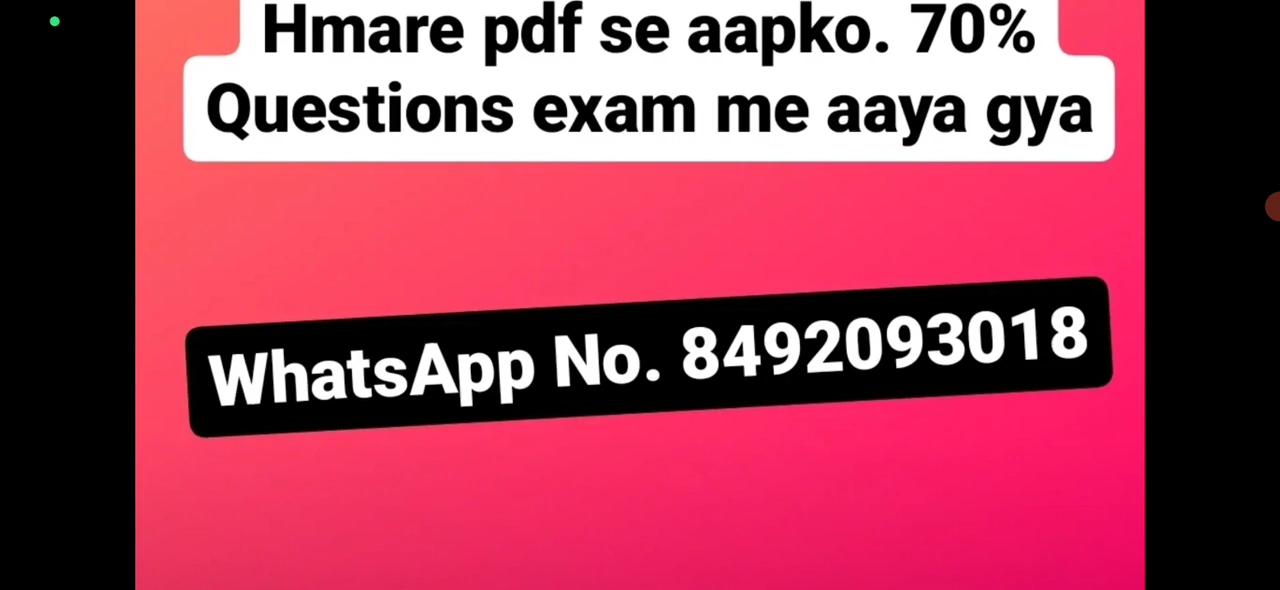 Hmare pdf se aapko. 70%
Questions exam me aaya gya
WhatsApp No. 8492093018